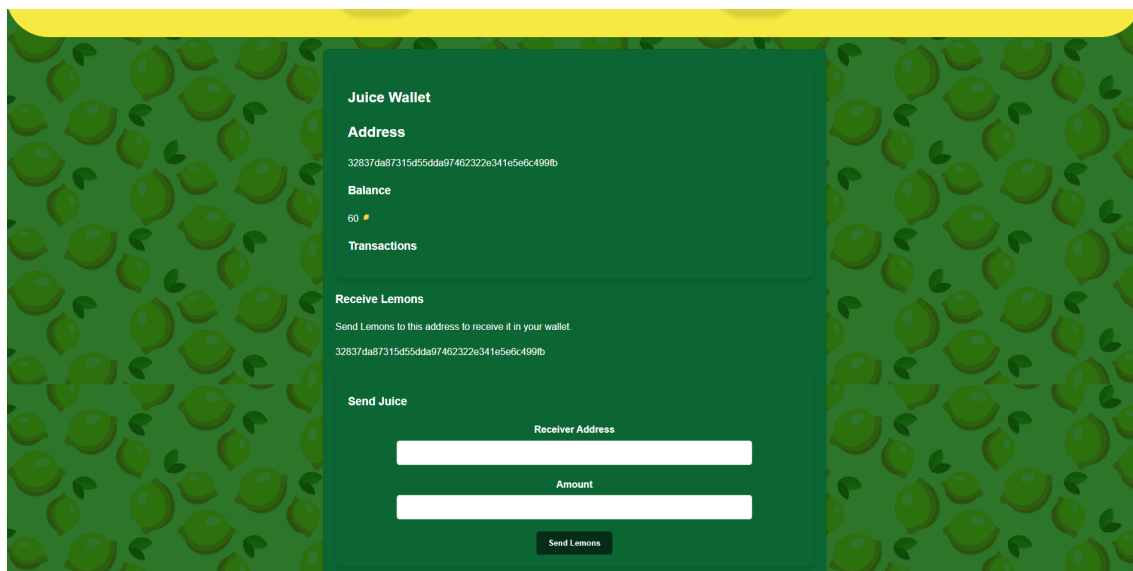 Juice Wallet
Address
32837da87315d55dda97462322e341e5e6c499fb
Balance
60
Transactions
Receive Lemons
Send Lemons to this address to receive it in your wallet.
32837da87315d55dda97462322e341e5e6c499fb
Send Juice
Receiver Address
Amount
Send Lemons